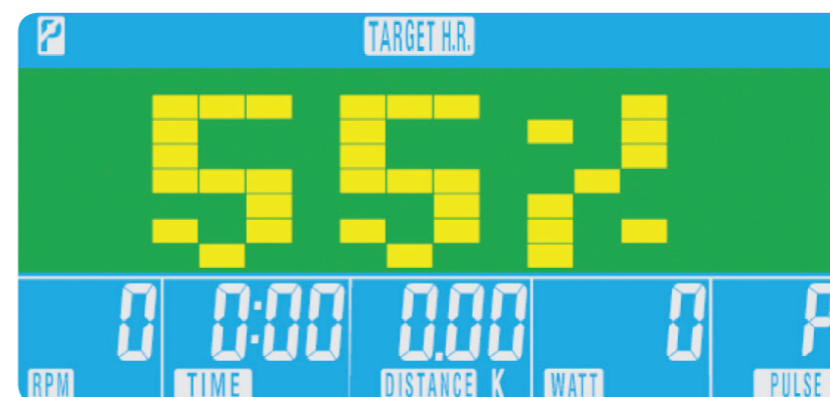 P TARGET H.R.
55%
0 0:00 0.00 0 P
RPM TIME DISTANCE K WATT PULSE